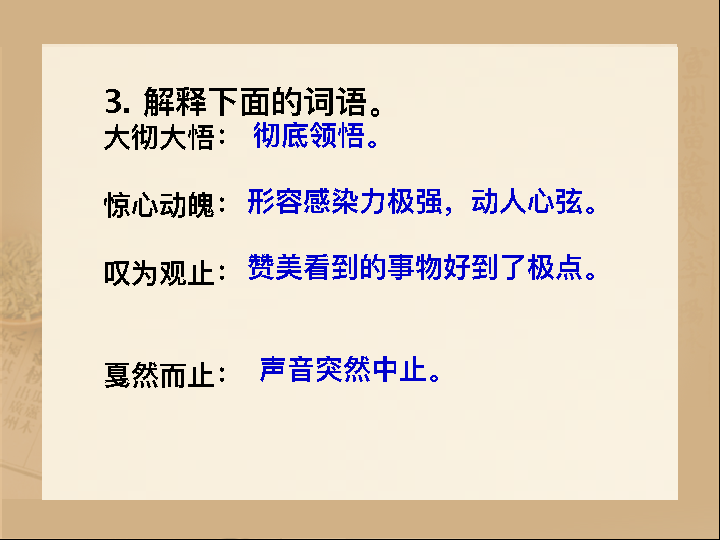 3. 解释下面的词语。
大彻大悟： 彻底领悟。
惊心动魄： 形容感染力极强，动人心弦。
叹为观止： 赞美看到的事物好到了极点。
戛然而止： 声音突然中止。